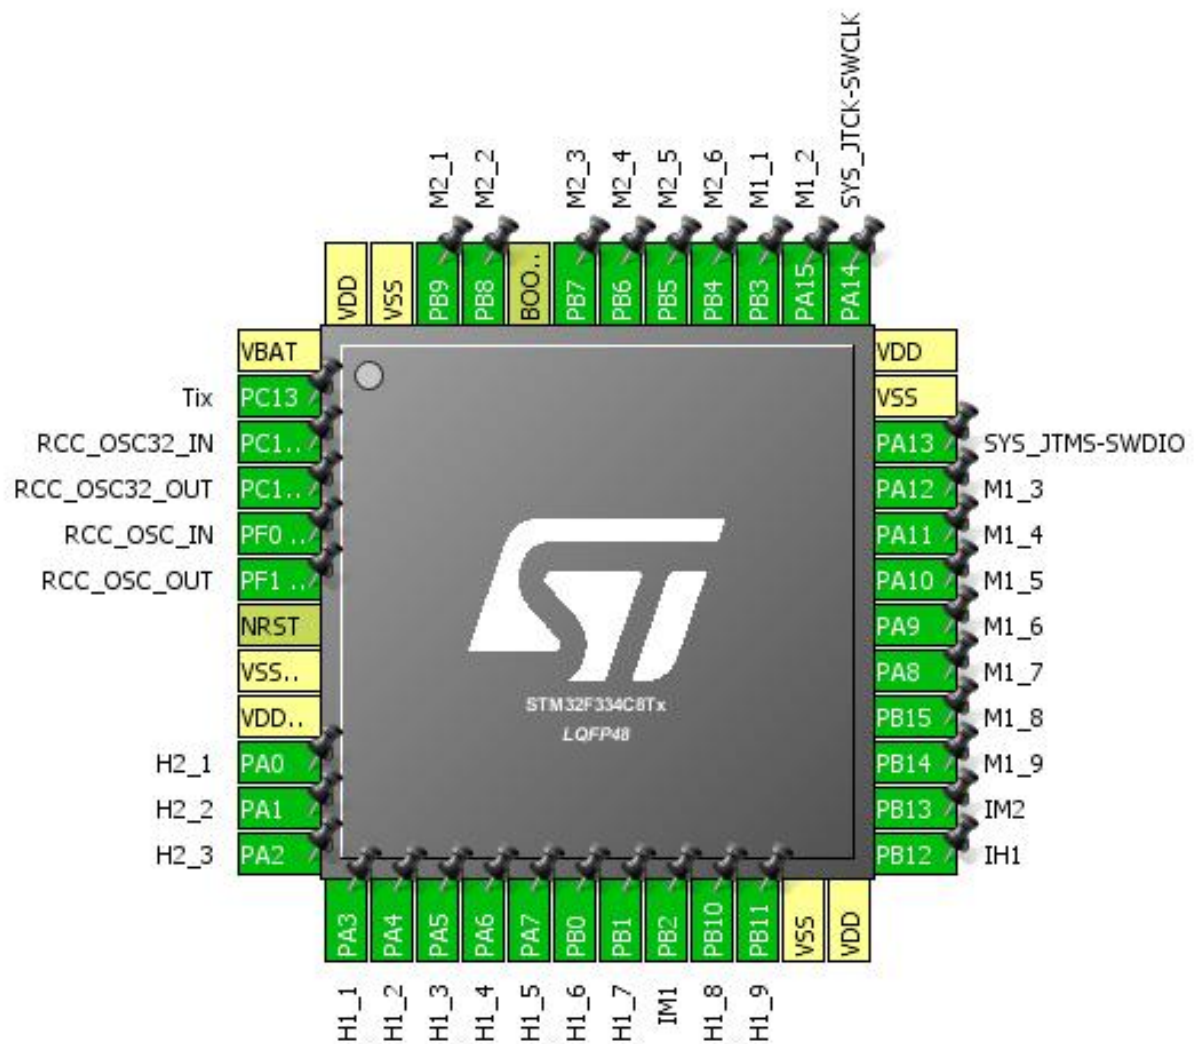 SYS_JTCK-SWCLK
M2_1 M2_2 M2_3 M2_4 M2_5 M2_6 M1_1 M1_2
VDD VSS PB9 PB8 BOO.. PB7 PB6 PB5 PB4 PB3 PA15 PA14
VBAT VDD
Tix PC13 VSS
RCC_OSC32_IN PC1.. PA13 SYS_JTMS-SWDIO
RCC_OSC32_OUT PC1.. PA12 M1_3
RCC_OSC_IN PF0 .. PA11 M1_4
RCC_OSC_OUT PF1 .. PA10 M1_5
NRST PA9 M1_6
VSS.. PA8 M1_7
ST
STM32F334C8Tx
VDD.. PB15 M1_8
LQFP48
H2_1 PA0 PB14 M1_9
H2_2 PA1 PB13 IM2
H2_3 PA2 PB12 IH1
PA3 PA4 PA5 PA6 PA7 PB0 PB1 PB2 PB10 PB11 VSS VDD
H1_1 H1_2 H1_3 H1_4 H1_5 H1_6 H1_7 IM1 H1_8 H1_9